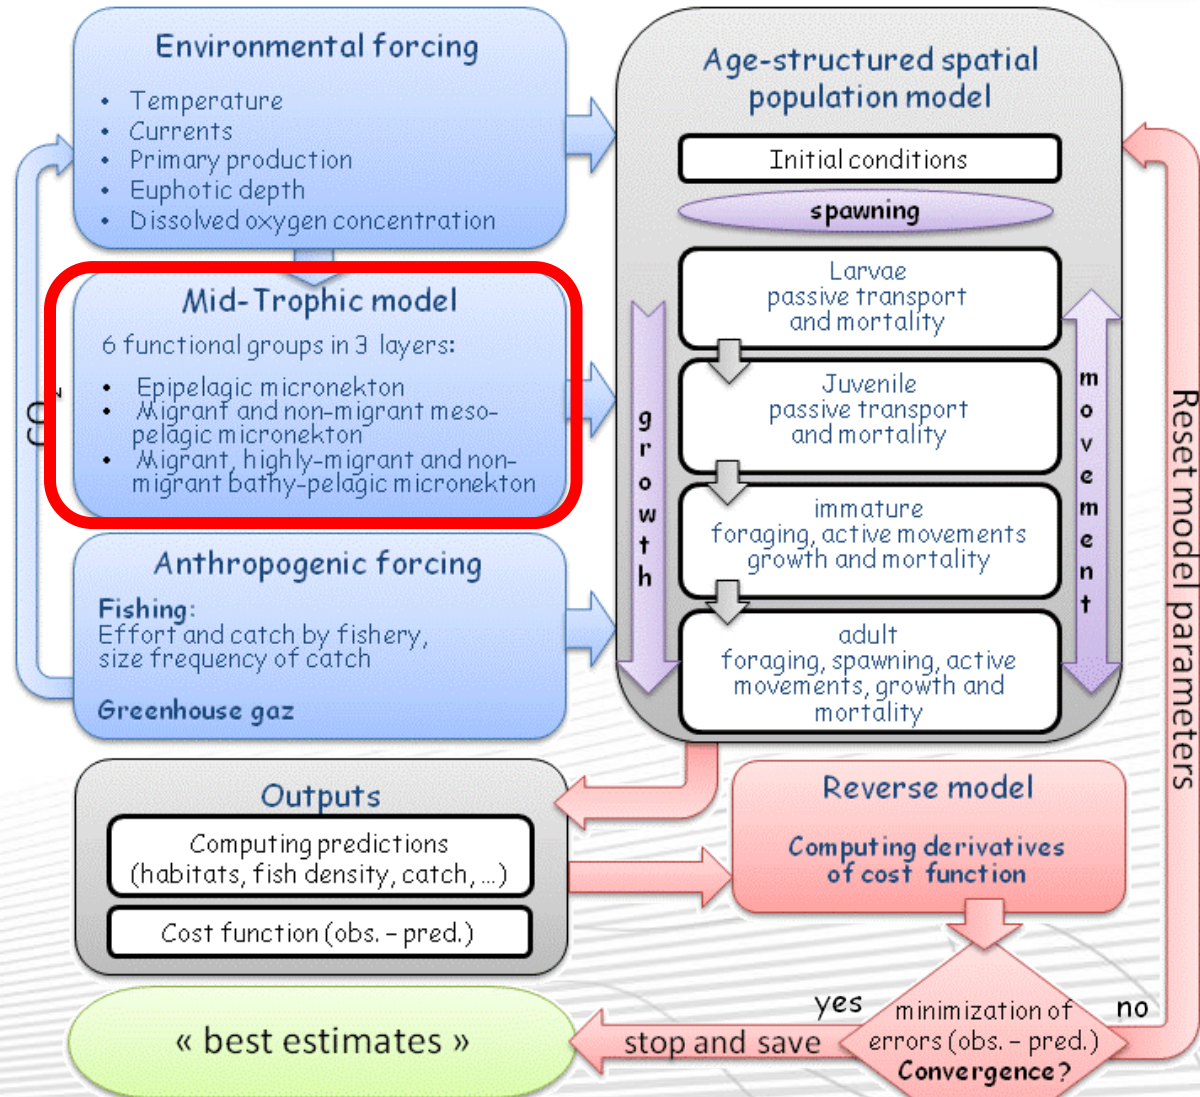 Environmental forcing
• Temperature
• Currents
• Primary production
• Euphotic depth
• Dissolved oxygen concentration
Mid-Trophic model
6 functional groups in 3 layers:
• Epipelagic micronekton
• Migrant and non-migrant meso-
pelagic micronekton
• Migrant, highly-migrant and non-
migrant bathy-pelagic micronekton
Anthropogenic forcing
Fishing:
Effort and catch by fishery,
size frequency of catch
Greenhouse gaz
Age-structured spatial
population model
Initial conditions
spawning
Larvae
passive transport
and mortality
Juvenile
passive transport
and mortality
immature
foraging, active movements
growth and mortality
adult
foraging, spawning, active
movements, growth and
mortality
growth
movement
Reset model parameters
Outputs
Computing predictions
(habitats, fish density, catch, ...)
Cost function (obs. – pred.)
Reverse model
Computing derivatives
of cost function
minimization of
errors (obs. – pred.)
Convergence?
yes
no
stop and save
« best estimates »